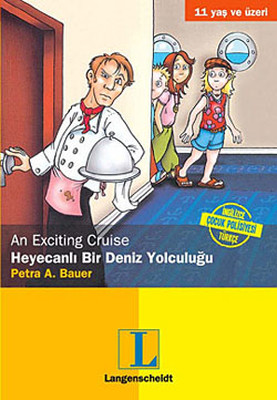 11 yaş ve üzeri
İNGİLİZCE
ÇOCUK POLİSİYESİ
TÜRKÇE
An Exciting Cruise
Heyecanlı Bir Deniz Yolculuğu
Petra A. Bauer
L
Langenscheidt